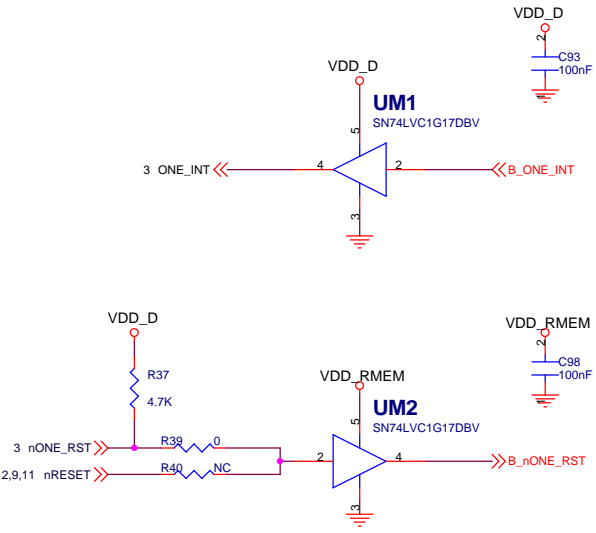 VDD_D
2
C93
100nF
1
VDD_D
UM1
SN74LVC1G17DBV
5
3 ONE_INT
4
2
B_ONE_INT
3
VDD_D
VDD_RMEM
2
C98
100nF
1
R37
4.7K
VDD_RMEM
UM2
SN74LVC1G17DBV
5
3 nONE_RST
R39
0
2
4
B_nONE_RST
2,9,11 nRESET
R40
NC
3